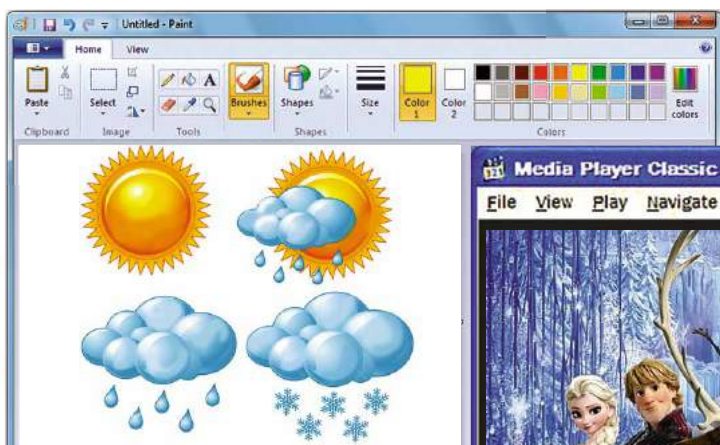 Untitled - Paint
Home View
Paste Select Brushes Shapes Size Color 1 Color 2 Edit colors
Clipboard Image Tools Shapes Colors
A
Media Player Classic
File View Play Navigate